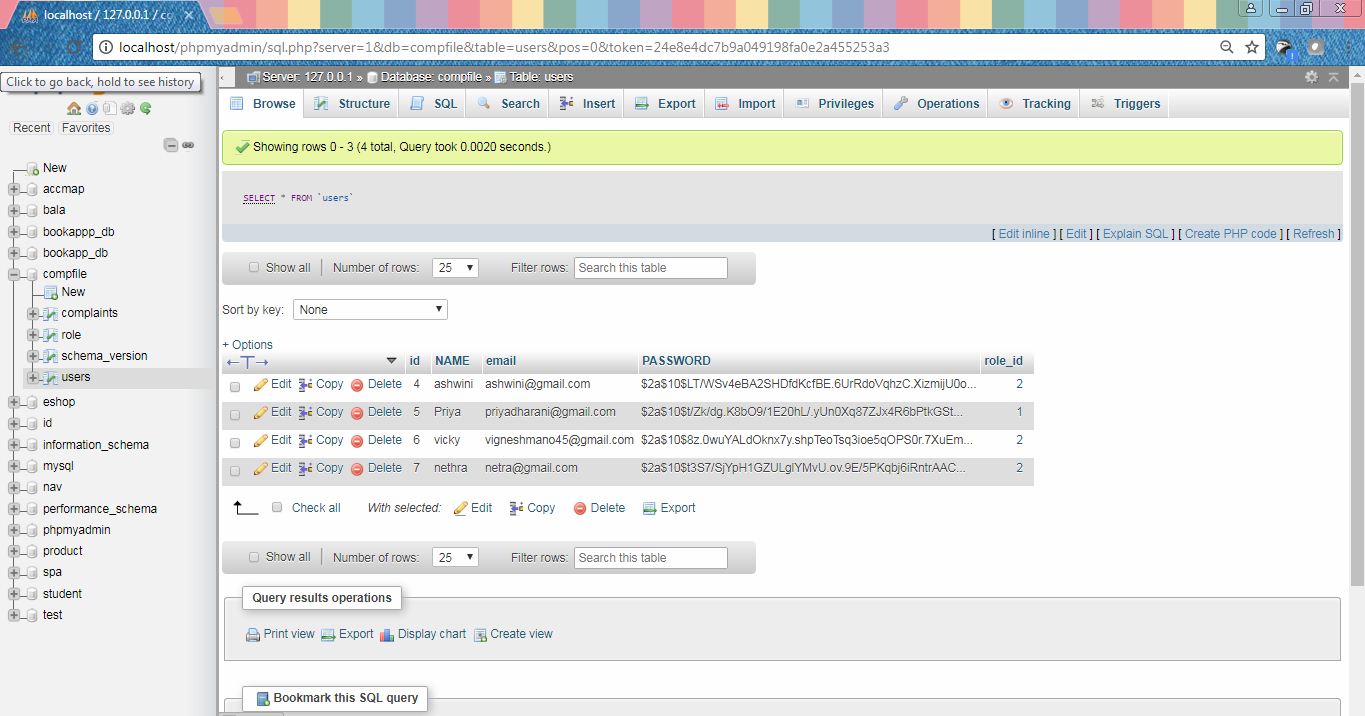 localhost / 127.0.0.1 / co
localhost/phpmyadmin/sql.php?server=1&db=compfile&table=users&pos=0&token=24e8e4dc7b9a049198fa0e2a455253a3
Click to go back, hold to see history
Recent Favorites
New
accmap
bala
bookappp_db
bookapp_db
compfile
New
complaints
role
schema_version
users
eshop
id
information_schema
mysql
nav
performance_schema
phpmyadmin
product
spa
student
test
Server: 127.0.0.1 » Database: compfile » Table: users
Browse Structure SQL Search Insert Export Import Privileges Operations Tracking Triggers
Showing rows 0 - 3 (4 total, Query took 0.0020 seconds.)
SELECT * FROM `users`
[ Edit inline ] [ Edit ] [ Explain SQL ] [ Create PHP code ] [ Refresh ]
Show all Number of rows: 25 Filter rows: Search this table
Sort by key: None
+ Options
←T→ id NAME email PASSWORD role_id
Edit Copy Delete 4 ashwini ashwini@gmail.com $2a$10$LT/WSv4eBA2SHDfdKcfBE.6UrRdoVqhzC.XizmijU0o... 2
Edit Copy Delete 5 Priya priyadharani@gmail.com $2a$10$t/Zk/dg.K8bO9/1E20hL/.yUn0Xq87ZJx4R6bPtkGSt... 1
Edit Copy Delete 6 vicky vigneshmano45@gmail.com $2a$10$8z.0wuYALdOknx7y.shpTeoTsq3ioe5qOPS0r.7XuEm... 2
Edit Copy Delete 7 nethra netra@gmail.com $2a$10$t3S7/SjYpH1GZULglYMvU.ov.9E/5PKqbj6iRntrAAC... 2
Check all With selected: Edit Copy Delete Export
Show all Number of rows: 25 Filter rows: Search this table
Query results operations
Print view Export Display chart Create view
Bookmark this SQL query